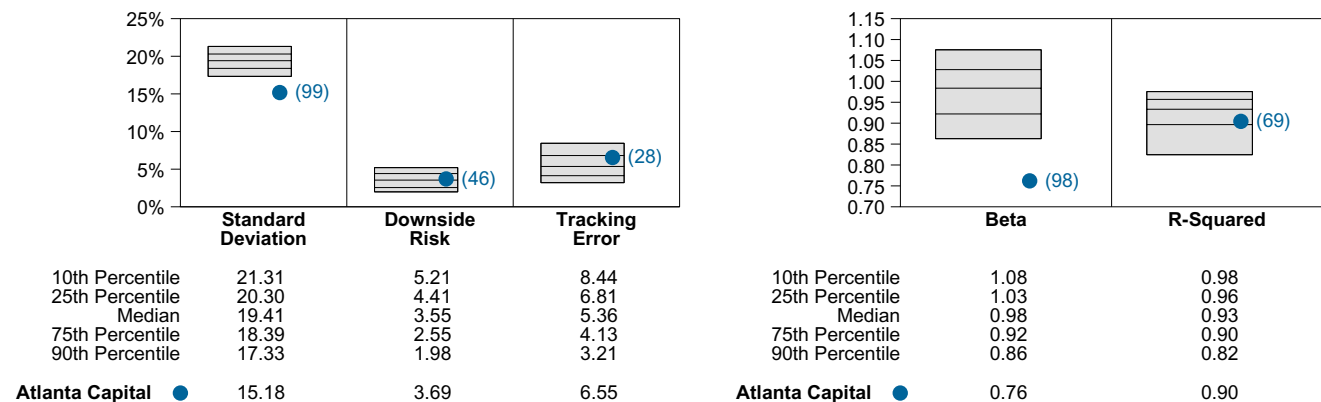 25%
20%
15%
10%
5%
0%
(99)
(46)
(28)
Standard Deviation
Downside Risk
Tracking Error
10th Percentile 21.31 5.21 8.44
25th Percentile 20.30 4.41 6.81
Median 19.41 3.55 5.36
75th Percentile 18.39 2.55 4.13
90th Percentile 17.33 1.98 3.21
Atlanta Capital 15.18 3.69 6.55
1.15
1.10
1.05
1.00
0.95
0.90
0.85
0.80
0.75
0.70
(98)
(69)
Beta
R-Squared
10th Percentile 1.08 0.98
25th Percentile 1.03 0.96
Median 0.98 0.93
75th Percentile 0.92 0.90
90th Percentile 0.86 0.82
Atlanta Capital 0.76 0.90